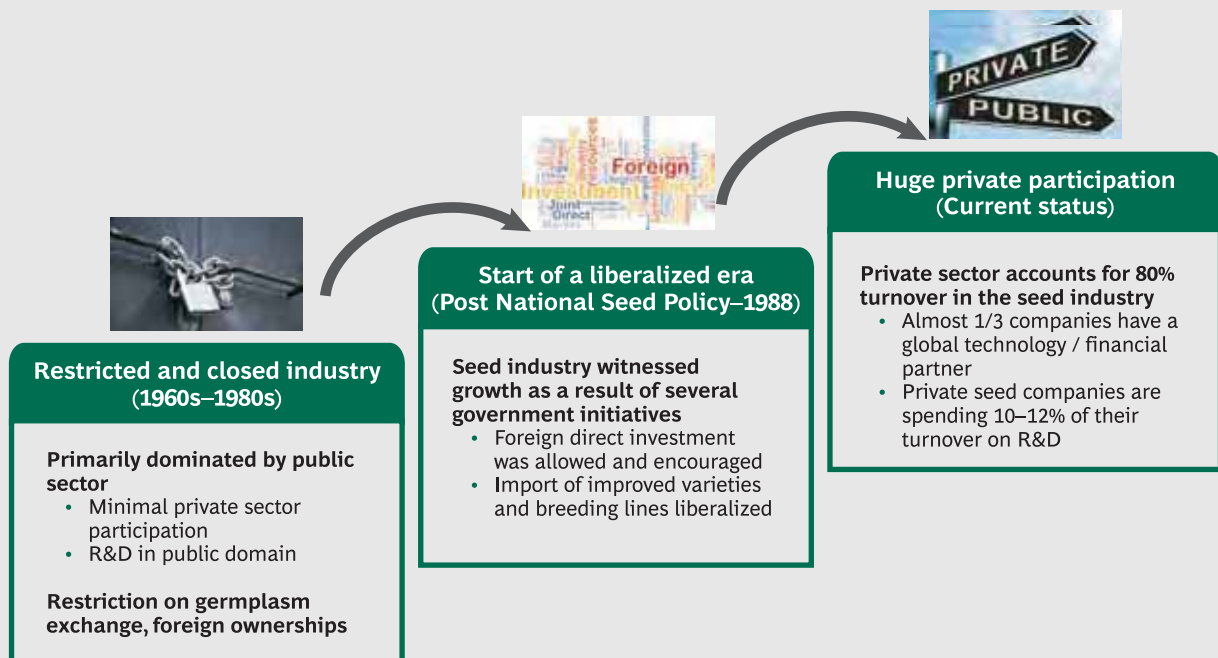 PRIVATE
PUBLIC
Foreign
Investment
Joint
Direct
resources
Restricted and closed industry
(1960s–1980s)
Primarily dominated by public
sector
• Minimal private sector
participation
• R&D in public domain
Restriction on germplasm
exchange, foreign ownerships
Start of a liberalized era
(Post National Seed Policy–1988)
Seed industry witnessed
growth as a result of several
government initiatives
• Foreign direct investment
was allowed and encouraged
• Import of improved varieties
and breeding lines liberalized
Huge private participation
(Current status)
Private sector accounts for 80%
turnover in the seed industry
• Almost 1/3 companies have a
global technology / financial
partner
• Private seed companies are
spending 10–12% of their
turnover on R&D